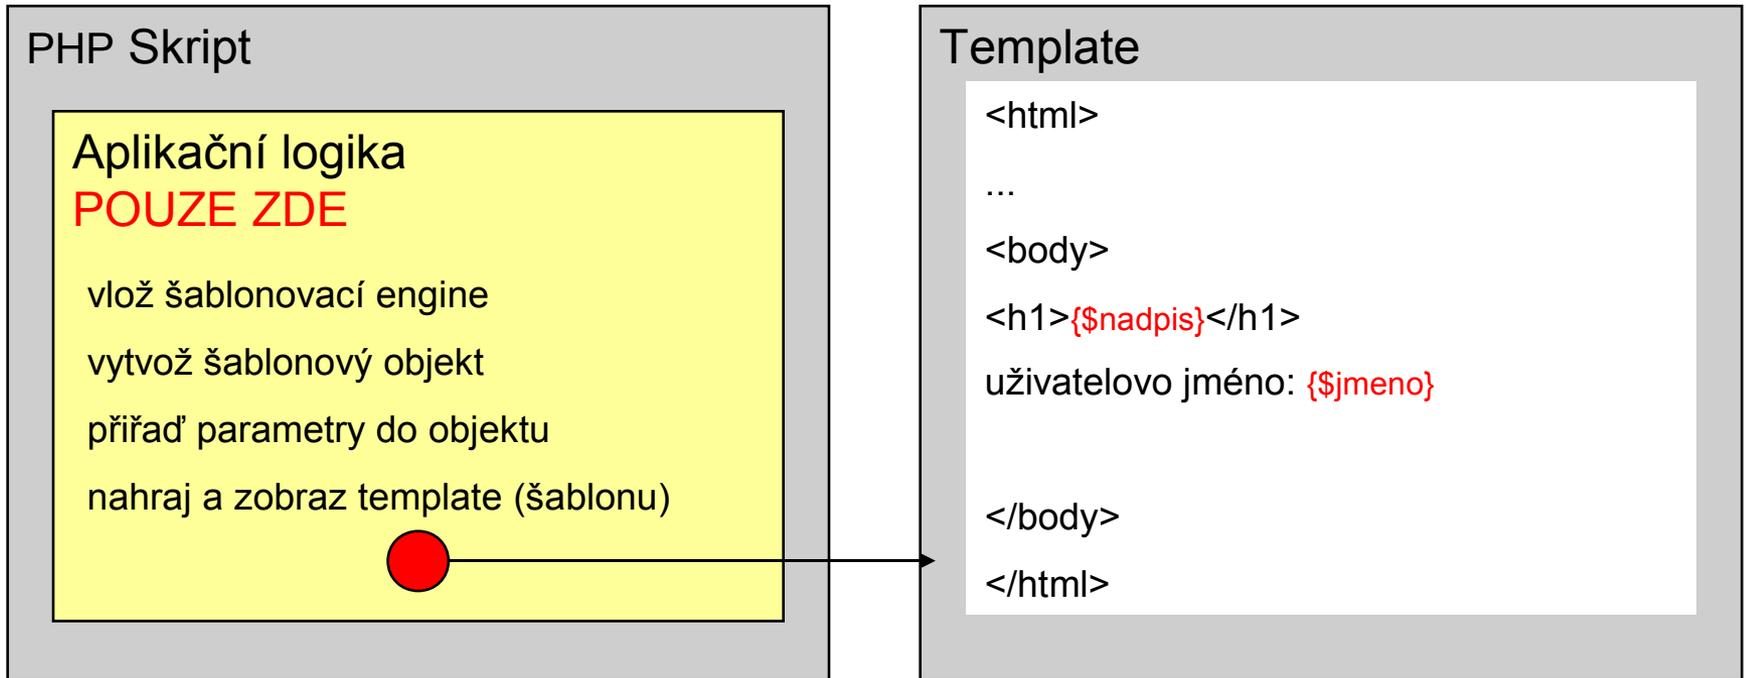 PHP Skript
Aplikační logika
POUZE ZDE
vlož šablonovací engine
vytvož šablonový objekt
přiřaď parametry do objektu
nahraj a zobraz template (šablonu)
Template
<html>
...
<body>
<h1>{$nadpis}</h1>
uživatelovo jméno: {$jmeno}
</body>
</html>